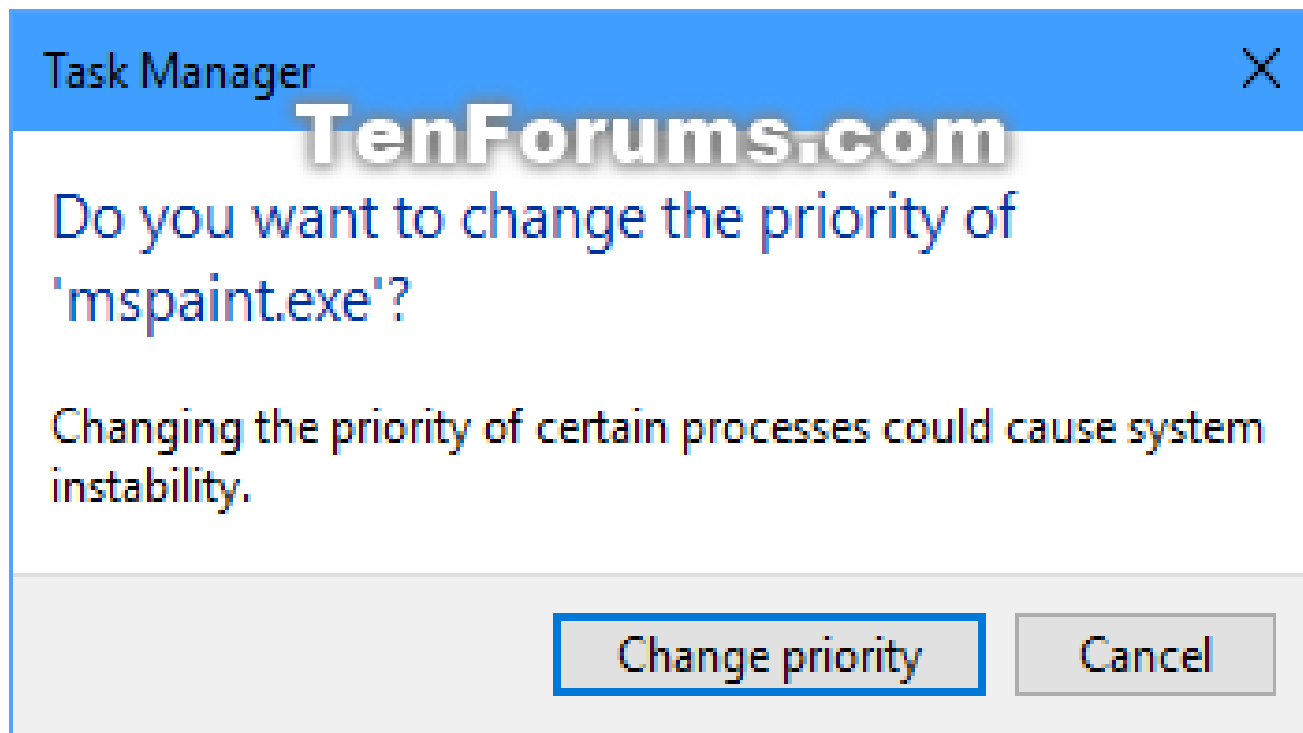 Task Manager
TenForums.com
Do you want to change the priority of
'mspaint.exe'?
Changing the priority of certain processes could cause system
instability.
Change priority
Cancel